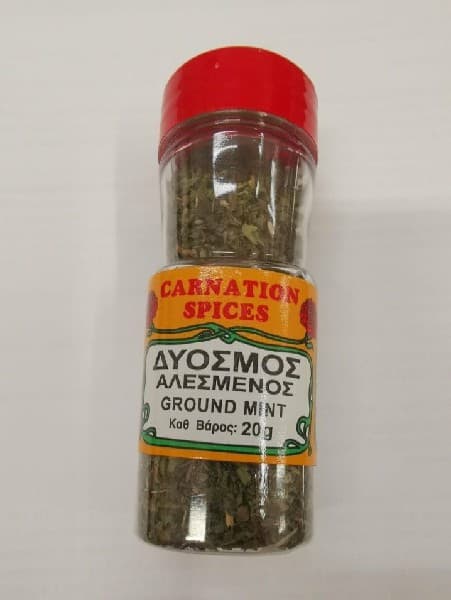 CARNATION
SPICES
ΔΥΟΣΜΟΣ
ΑΛΕΣΜΕΝΟΣ
GROUND MINT
Καθ Βάρος: 20g